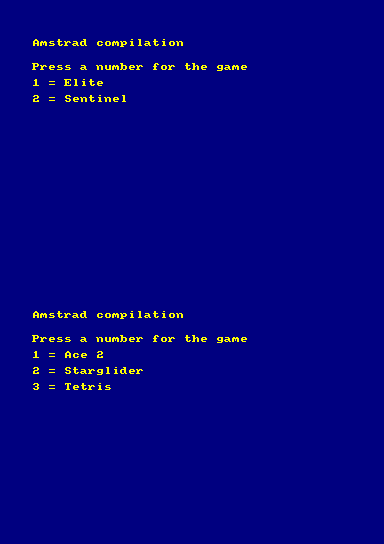 Amstrad compilation
Press a number for the game
1 = Elite
2 = Sentinel
Amstrad compilation
Press a number for the game
1 = Ace 2
2 = Starglider
3 = Tetris